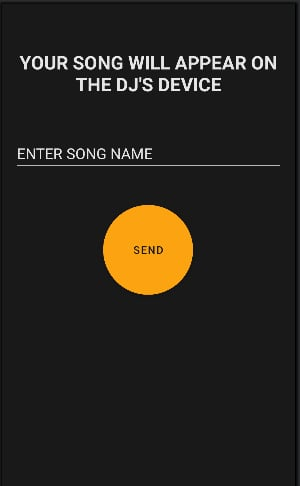 YOUR SONG WILL APPEAR ON
THE DJ'S DEVICE
ENTER SONG NAME
SEND